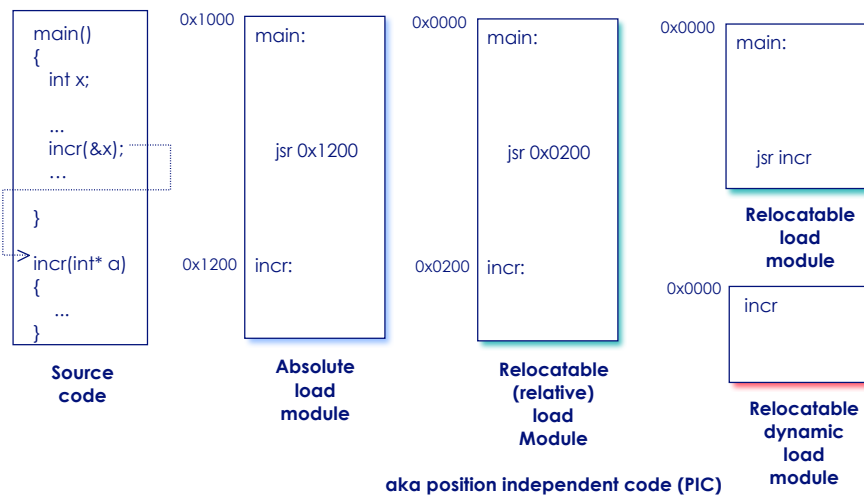 main()
{
int x;
...
incr(&x);
...
}
incr(int* a)
{
...
}
Source
code
0x1000
main:
jsr 0x1200
0x1200
incr:
Absolute
load
module
0x0000
main:
jsr 0x0200
0x0200
incr:
Relocatable
(relative)
load
Module
0x0000
main:
jsr incr
Relocatable
load
module
0x0000
incr
Relocatable
dynamic
load
module
aka position independent code (PIC)